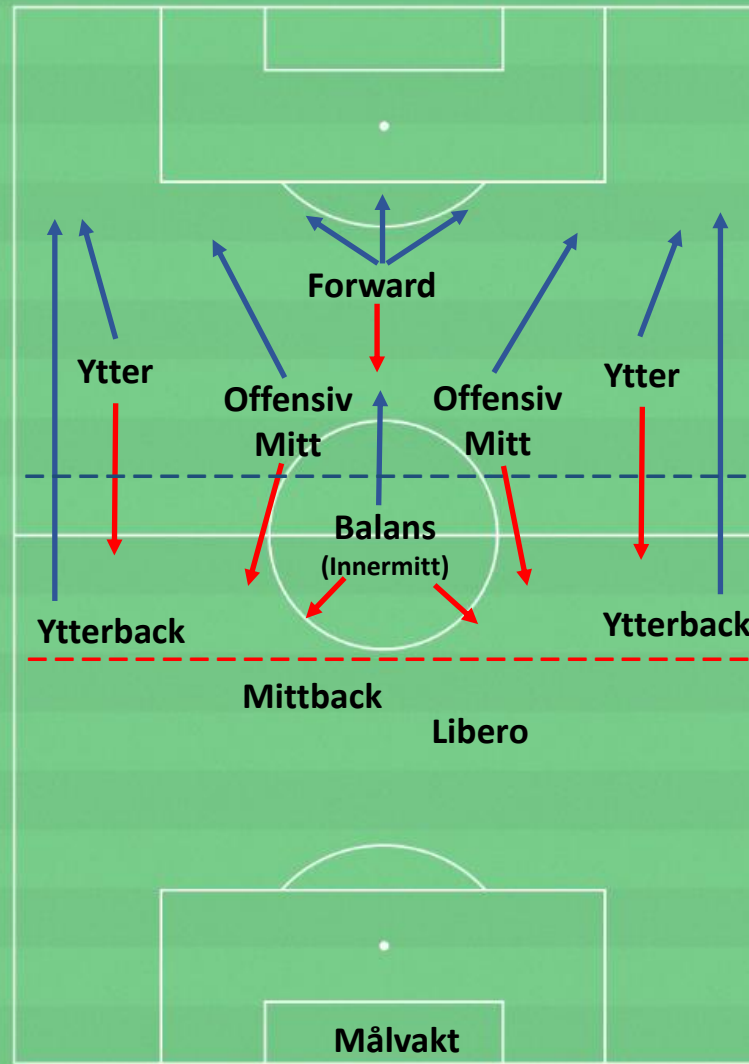 Forward
Ytter
Ytter
Offensiv
Mitt
Offensiv
Mitt
Balans
(Innermitt)
Ytterback
Ytterback
Mittback
Libero
Målvakt